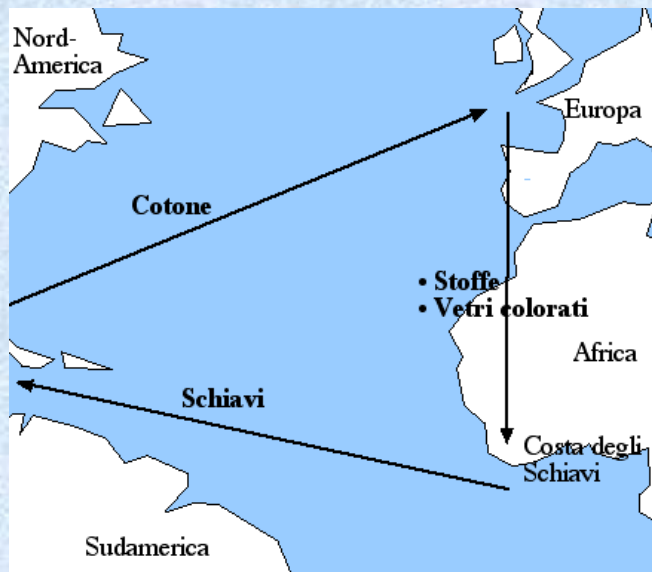 Nord-
America
Europa
Cotone
• Stoffe
• Vetri colorati
Africa
Schiavi
Costa degli
Schiavi
Sudamerica